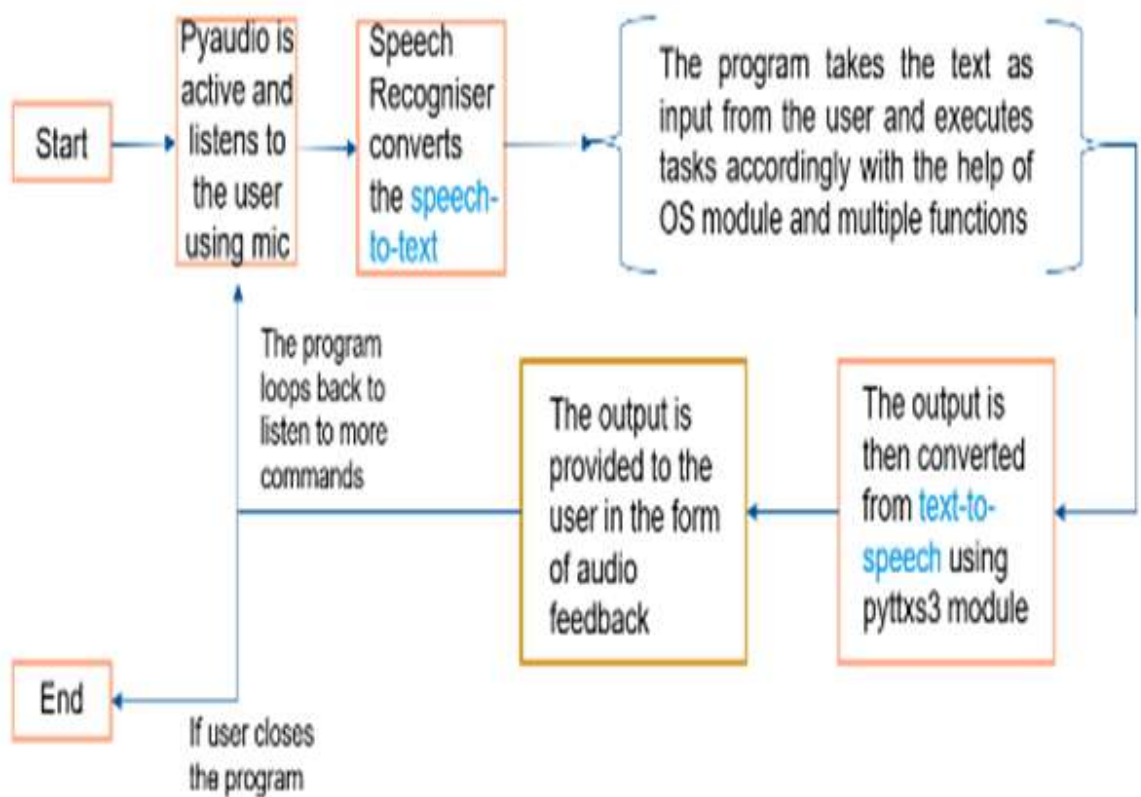 Start
Pyaudio is
active and
listens to
the user
using mic
Speech
Recogniser
converts
the speech-
to-text
The program takes the text as
input from the user and executes
tasks accordingly with the help of
OS module and multiple functions
The output is
then converted
from text-to-
speech using
pyttxs3 module
The output is
provided to the
user in the form
of audio
feedback
The program
loops back to
listen to more
commands
End
If user closes
the program